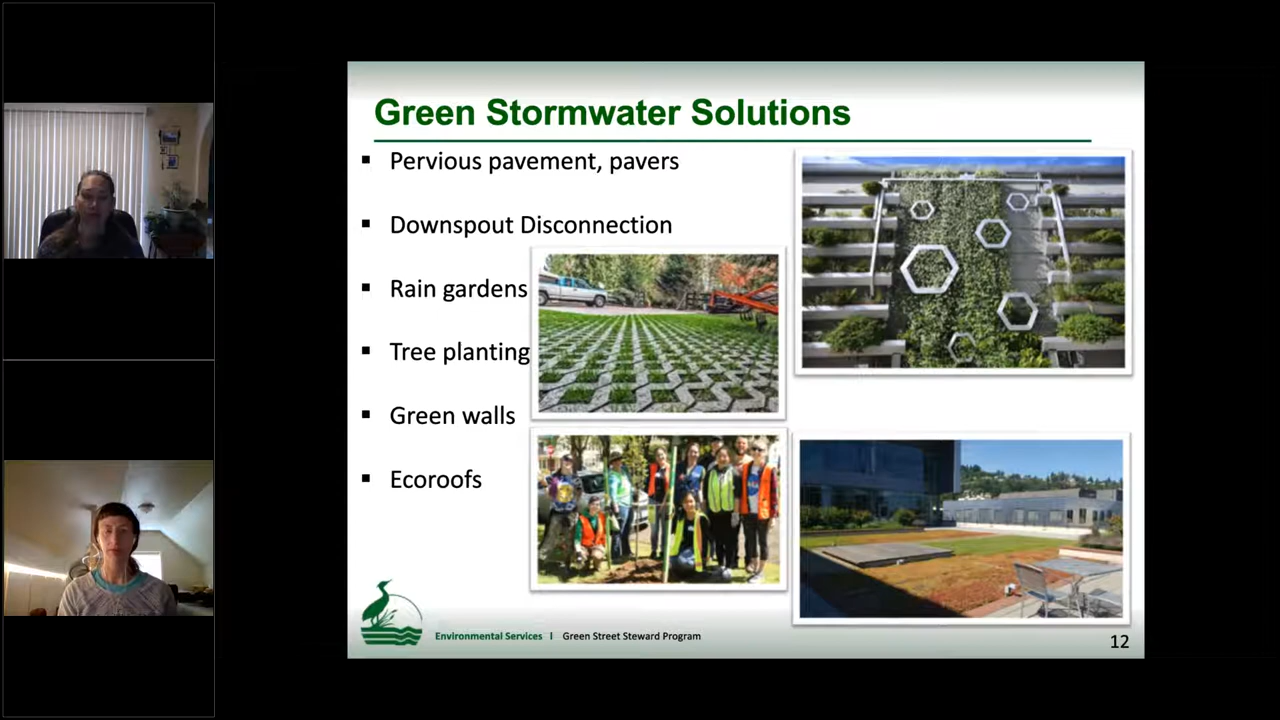 Green Stormwater Solutions
▪ Pervious pavement, pavers
▪ Downspout Disconnection
▪ Rain gardens
▪ Tree planting
▪ Green walls
▪ Ecoroofs
Environmental Services | Green Street Steward Program
12